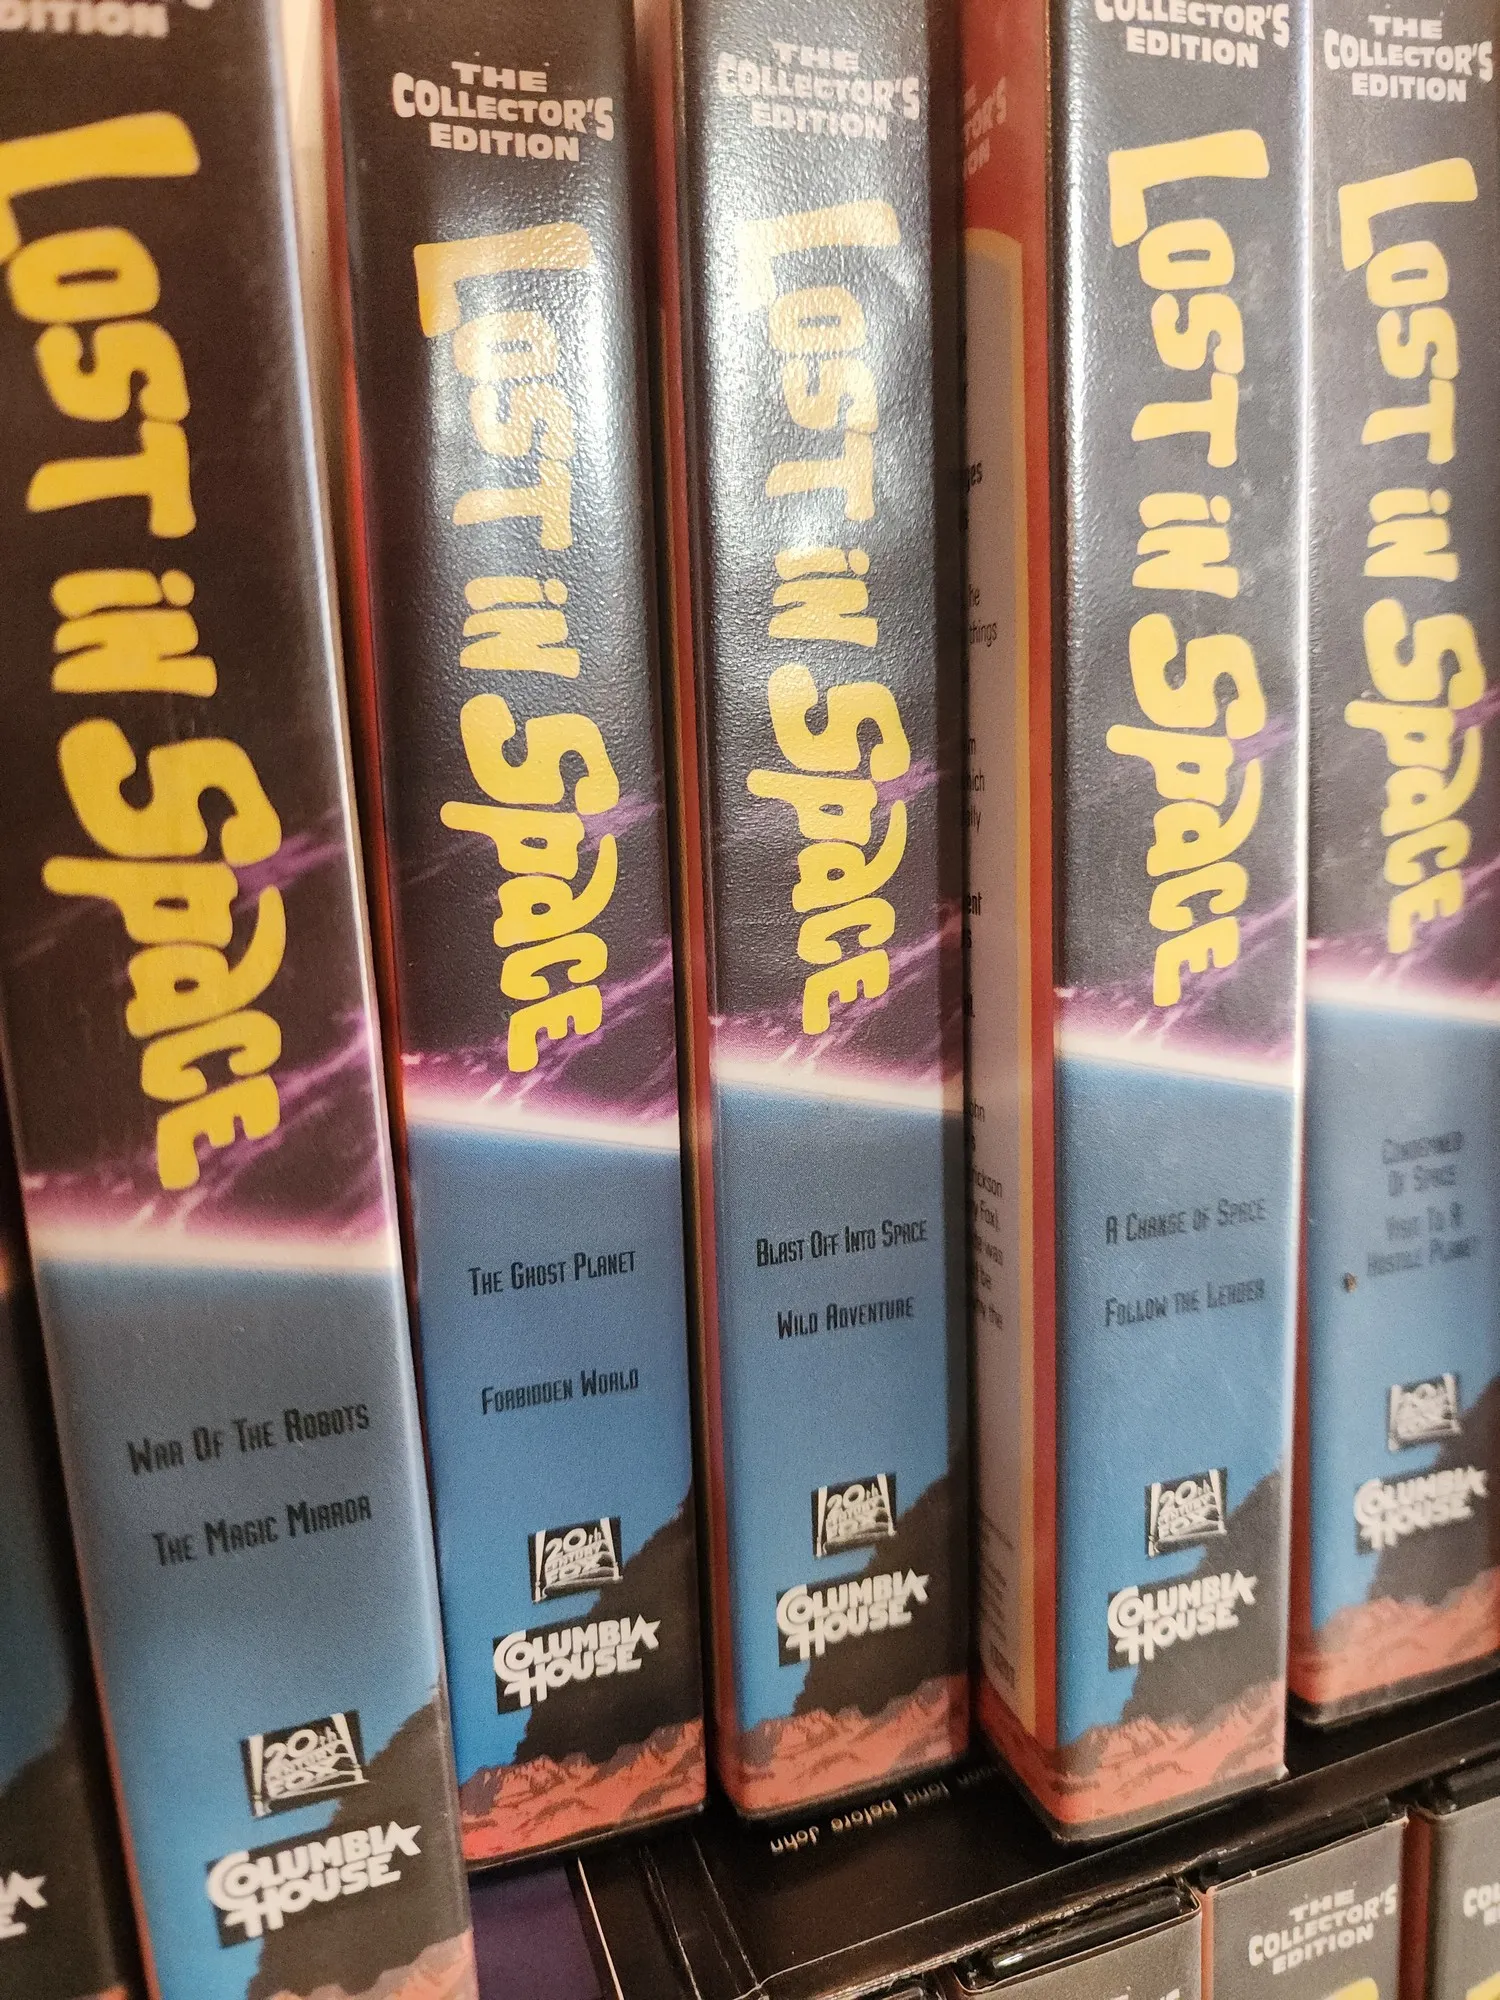 EDITION
LOST IN SPACE
WAR OF THE ROBOTS
THE MAGIC MIRROR
20th
CENTURY
FOX
COLUMBIA
HOUSE
THE
COLLECTOR'S
EDITION
LOST IN SPACE
THE GHOST PLANET
FORBIDDEN WORLD
20th
CENTURY
FOX
COLUMBIA
HOUSE
THE
COLLECTOR'S
EDITION
LOST IN SPACE
BLAST OFF INTO SPACE
WILD ADVENTURE
20th
CENTURY
FOX
COLUMBIA
HOUSE
things
COLLECTOR'S
EDITION
LOST IN SPACE
A CHANGE OF SPACE
FOLLOW THE LEADER
20th
CENTURY
FOX
COLUMBIA
HOUSE
THE
COLLECTOR'S
EDITION
LOST IN SPACE
CONDEMNED
OF SPACE
VISIT TO A
HOSTILE PLANET
20th
CENTURY
FOX
COLUMBIA
HOUSE
long before John
THE
COLLECTOR'S
EDITION